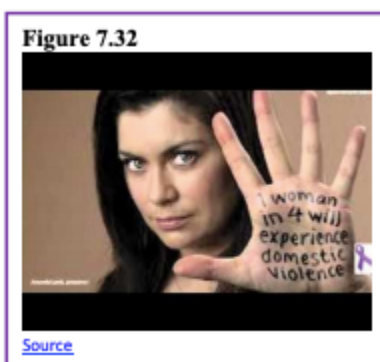 Figure 7.32
1 woman
in 4 will
experience
domestic
violence
Source